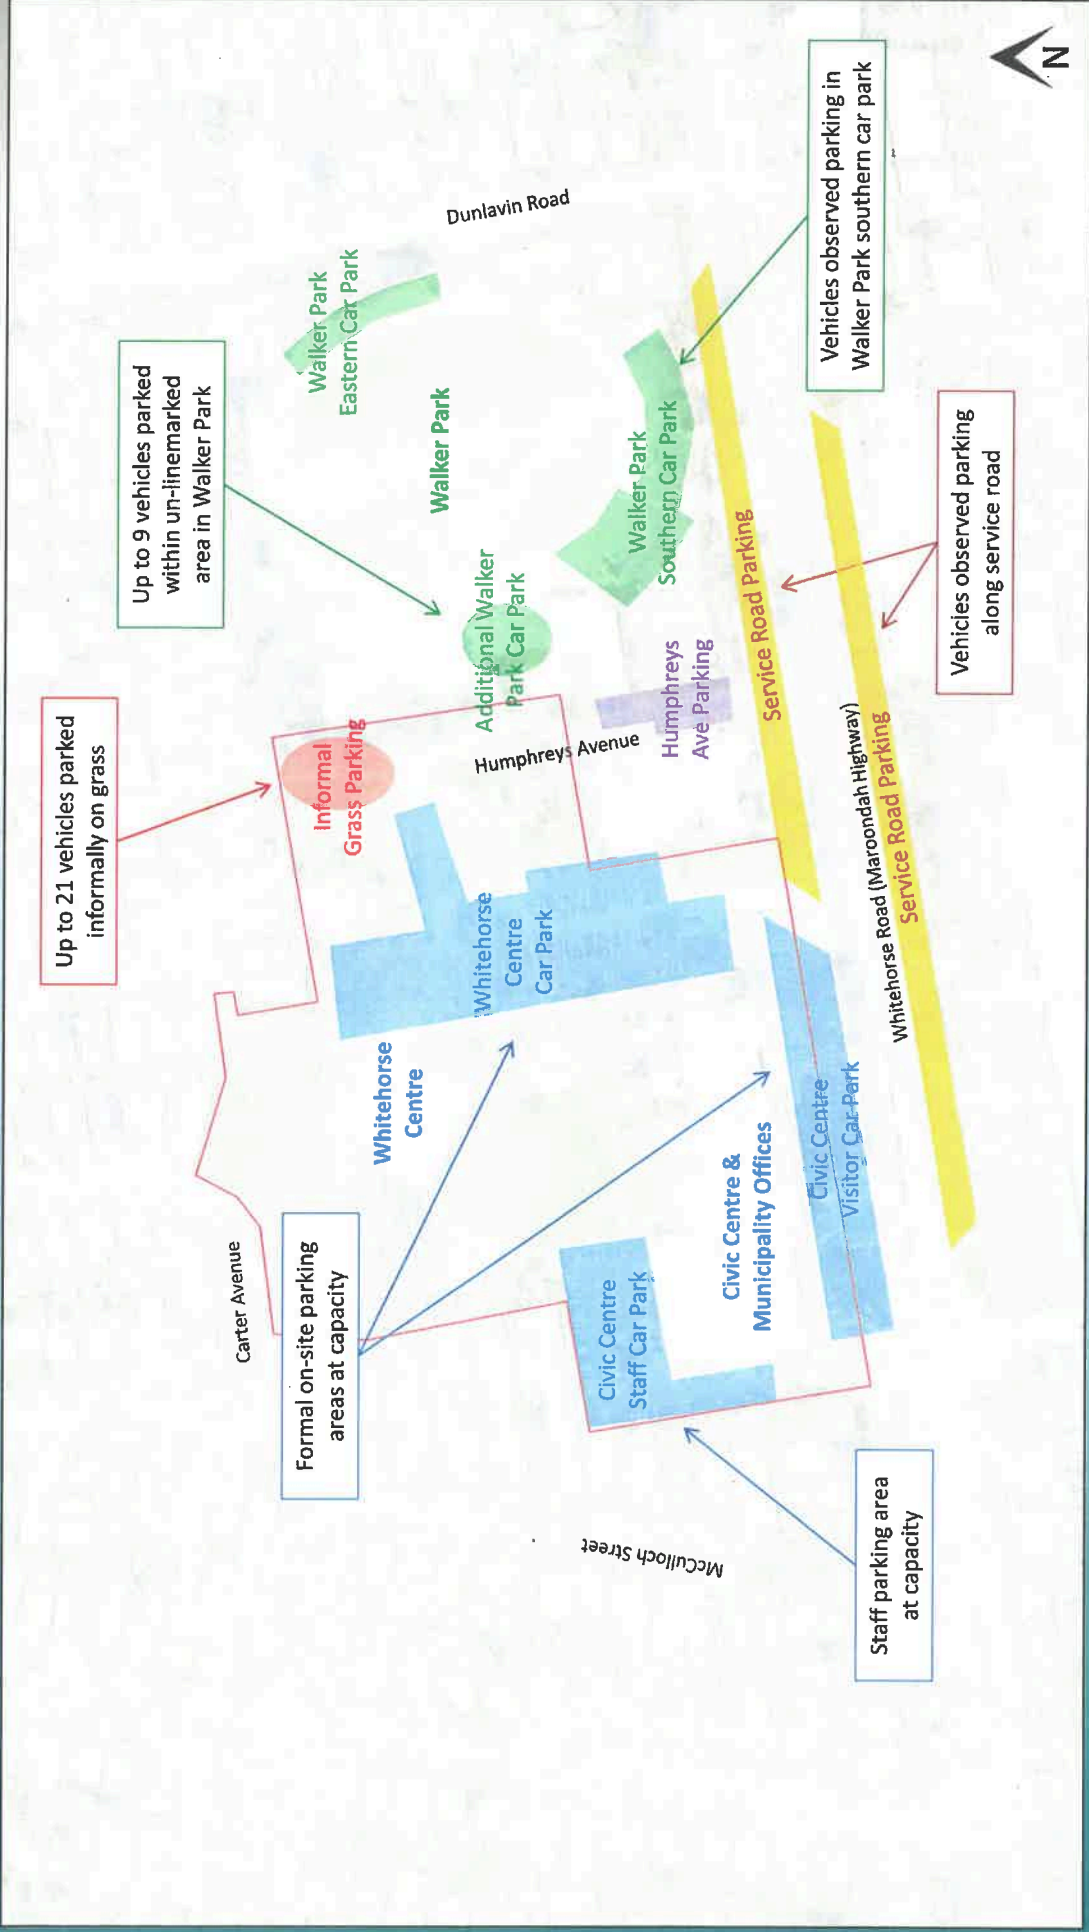 N
Up to 21 vehicles parked
informally on grass
Up to 9 vehicles parked
within un-linemarked
area in Walker Park
Carter Avenue
Formal on-site parking
areas at capacity
Informal
Grass Parking
Walker Park
Eastern Car Park
Dunlavin Road
Whitehorse
Centre
Whitehorse
Centre
Car Park
Additional Walker
Park Car Park
Walker Park
Humphreys Avenue
McCulloch Street
Civic Centre
Staff Car Park
Humphreys
Ave Parking
Walker Park
Southern Car Park
Civic Centre &
Municipality Offices
Service Road Parking
Civic Centre
Visitor Car Park
Vehicles observed parking in
Walker Park southern car park
Whitehorse Road (Maroondah Highway)
Service Road Parking
Staff parking area
at capacity
Vehicles observed parking
along service road